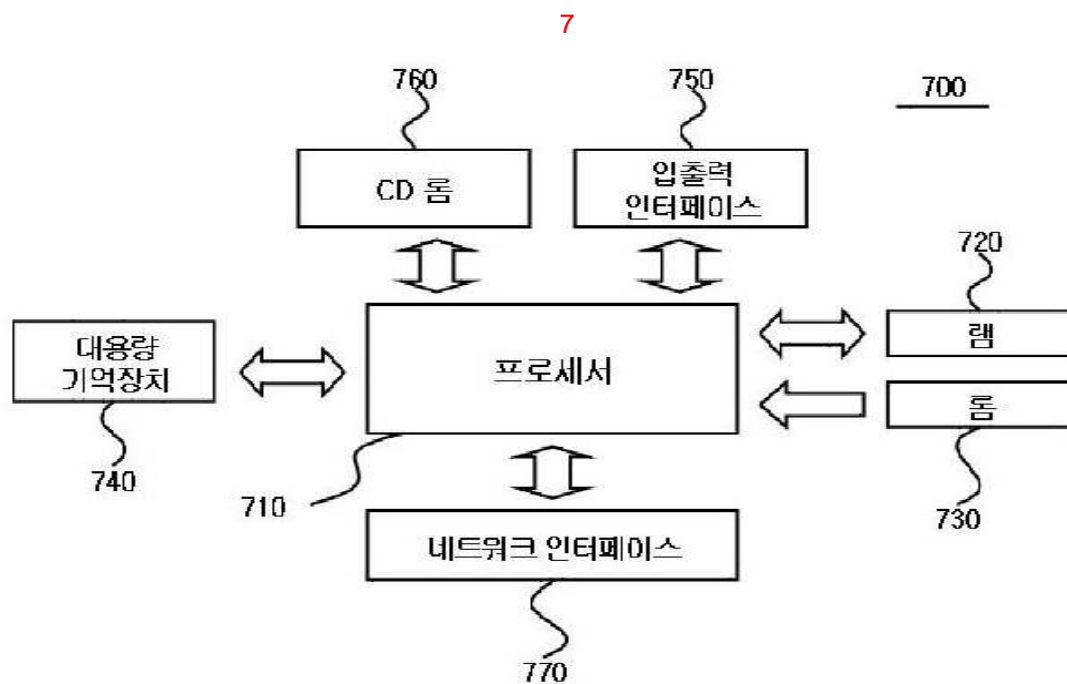 7
760
750
700
CD 롬
입출력
인터페이스
720
램
대용량
기억장치
프로세서
롬
740
710
730
네트워크 인터페이스
770